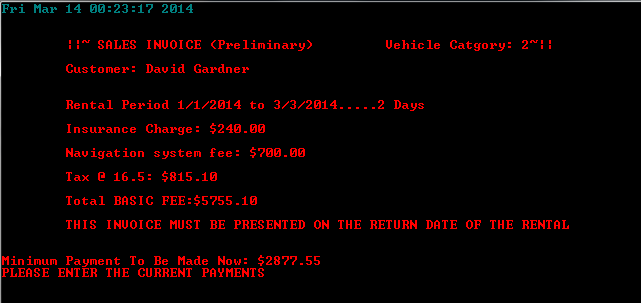 Fri Mar 14 00:23:17 2014
¦¦~ SALES INVOICE (Preliminary) Vehicle Catgory: 2~¦¦
Customer: David Gardner
Rental Period 1/1/2014 to 3/3/2014.....2 Days
Insurance Charge: $240.00
Navigation system fee: $700.00
Tax @ 16.5: $815.10
Total BASIC FEE:$5755.10
THIS INVOICE MUST BE PRESENTED ON THE RETURN DATE OF THE RENTAL
Minimum Payment To Be Made Now: $2877.55
PLEASE ENTER THE CURRENT PAYMENTS